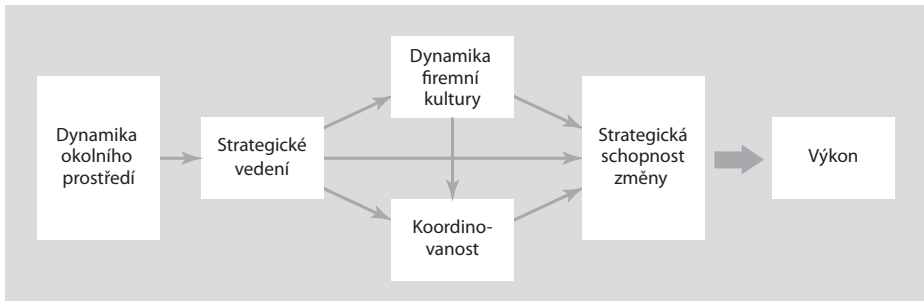 Dynamika
okolního
prostředí
Strategické
vedení
Dynamika
firemní
kultury
Koordino-
vanost
Strategická
schopnost
změny
Výkon